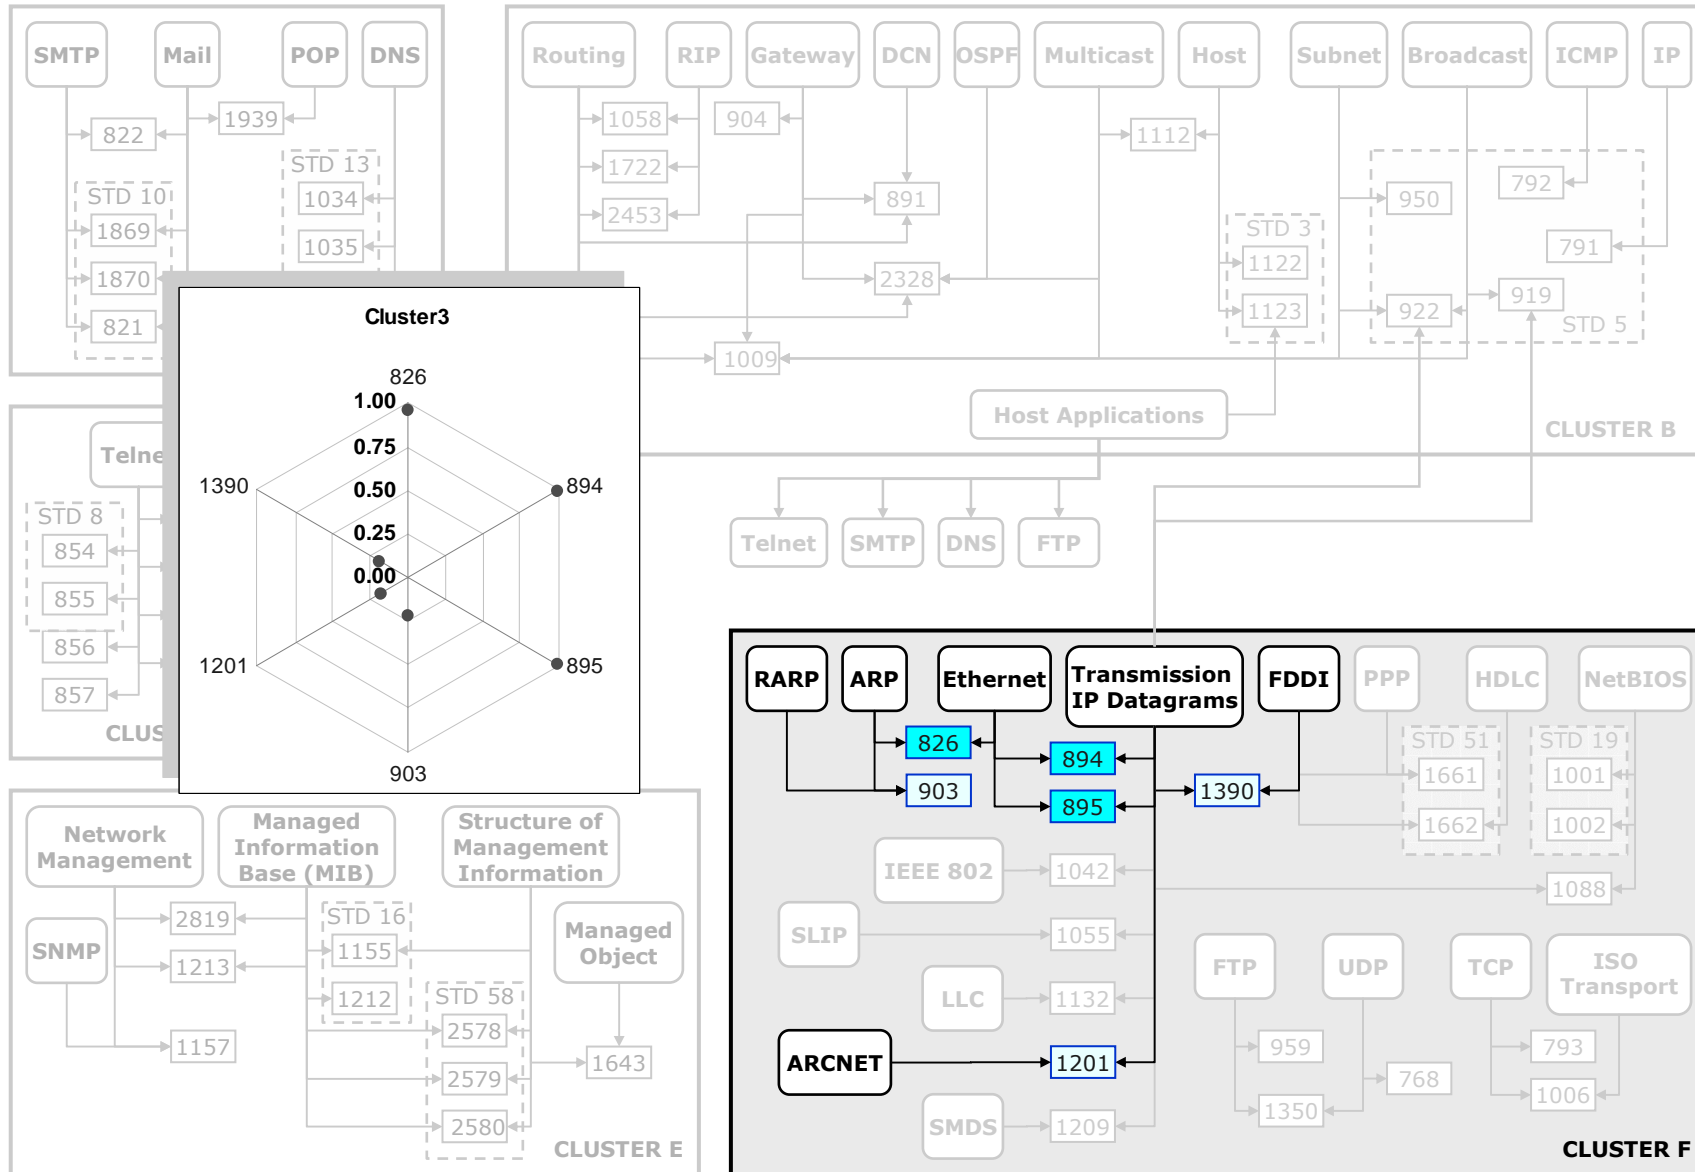 SMTP
Mail
POP
DNS
822
1939
STD 13
1034
1035
STD 10
1869
1870
821
Routing
RIP
Gateway
DCN
OSPF
Multicast
Host
Subnet
Broadcast
ICMP
IP
1058
904
1112
1722
792
2453
891
950
STD 3
791
1122
2328
919
1123
922
STD 5
1009
Host Applications
CLUSTER B
Telnet
SMTP
DNS
FTP
Telne
STD 8
854
855
856
857
CLUS
Cluster3
826
1.00
0.75
0.50
0.25
0.00
1390
894
1201
895
903
RARP
ARP
Ethernet
Transmission
IP Datagrams
FDDI
PPP
HDLC
NetBIOS
826
894
903
895
1390
STD 51
1661
1662
STD 19
1001
1002
IEEE 802
1042
1088
SLIP
1055
LLC
1132
ARCNET
1201
SMDS
1209
FTP
UDP
TCP
ISO
Transport
959
793
768
1350
1006
CLUSTER F
Network
Management
Managed
Information
Base (MIB)
Structure of
Management
Information
SNMP
2819
STD 16
1213
1155
1212
Managed
Object
STD 58
1157
2578
2579
2580
1643
CLUSTER E